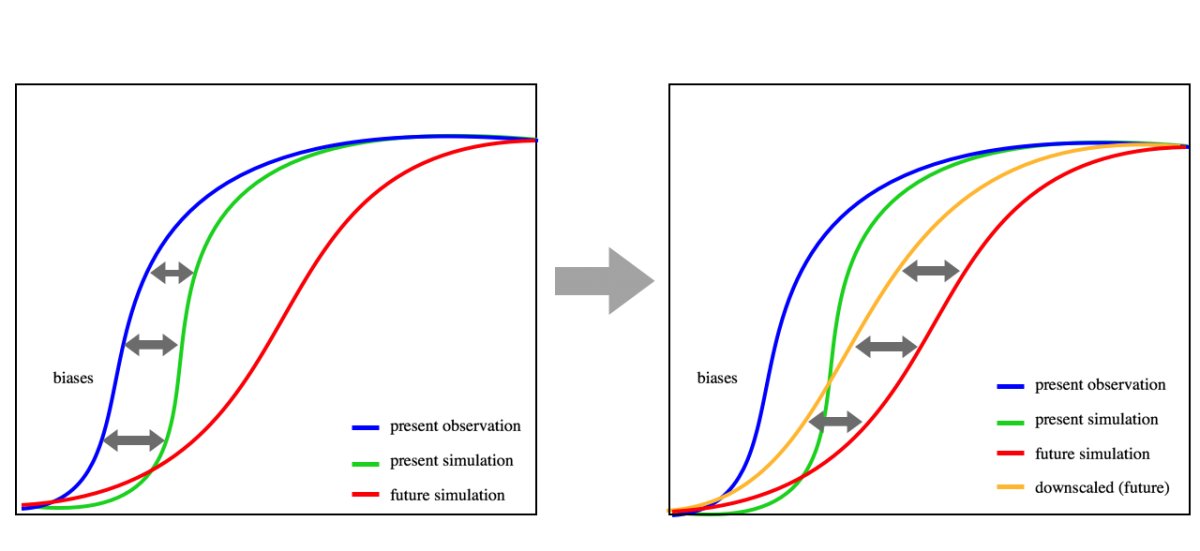 biases
present observation
present simulation
future simulation
biases
present observation
present simulation
future simulation
downscaled (future)